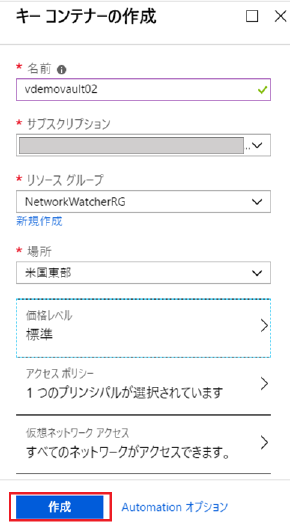 キー コンテナーの作成
* 名前
vdemovault02
* サブスクリプション
* リソース グループ
NetworkWatcherRG
新規作成
* 場所
米国東部
価格レベル
標準
アクセス ポリシー
1 つのプリンシパルが選択されています
仮想ネットワーク アクセス
すべてのネットワークがアクセスできます。
作成
Automation オプション